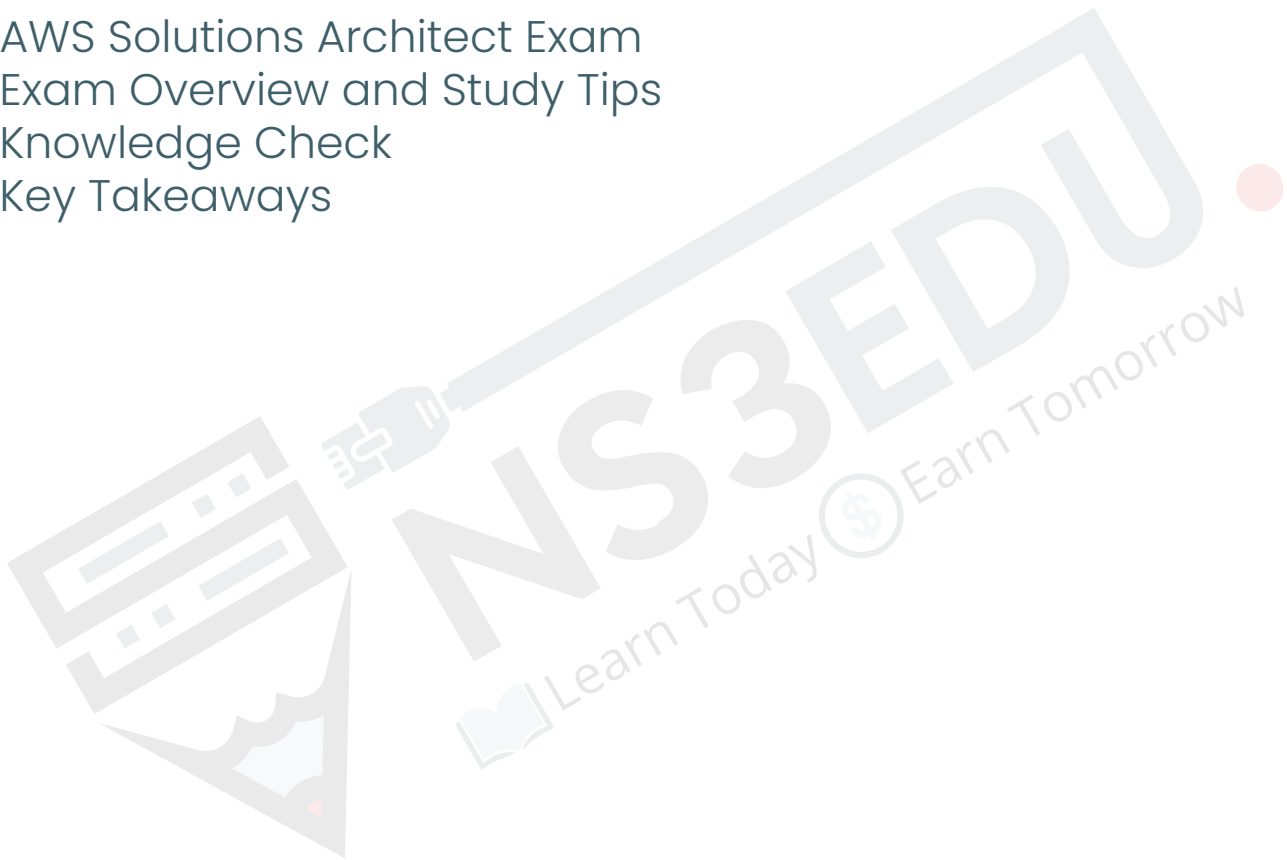 AWS Solutions Architect Exam
Exam Overview and Study Tips
Knowledge Check
Key Takeaways
NS3EDU
Learn Today $ Earn Tomorrow